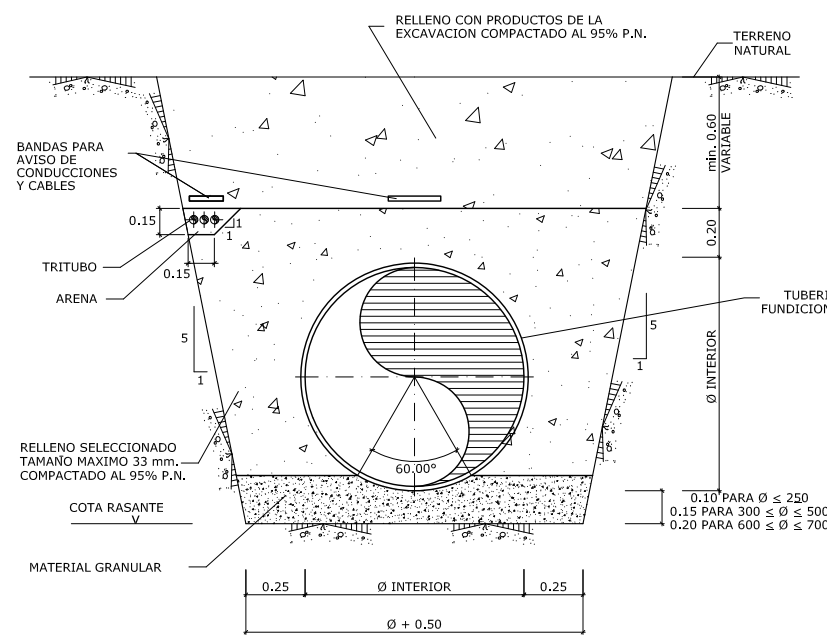 RELLENO CON PRODUCTOS DE LA
EXCAVACION COMPACTADO AL 95% P.N.
TERRENO
NATURAL
BANDAS PARA
AVISO DE
CONDUCCIONES
Y CABLES
min. 0.60
VARIABLE
0.15
1
1
0.20
TRITUBO
0.15
ARENA
TUBERI
FUNDICION
5
1
5
1
Ø INTERIOR
RELLENO SELECCIONADO
TAMAÑO MAXIMO 33 mm.
COMPACTADO AL 95% P.N.
60.00°
COTA RASANTE
0.10 PARA Ø ≤ 250
0.15 PARA 300 ≤ Ø ≤ 500
0.20 PARA 600 ≤ Ø ≤ 700
MATERIAL GRANULAR
0.25
Ø INTERIOR
0.25
Ø + 0.50